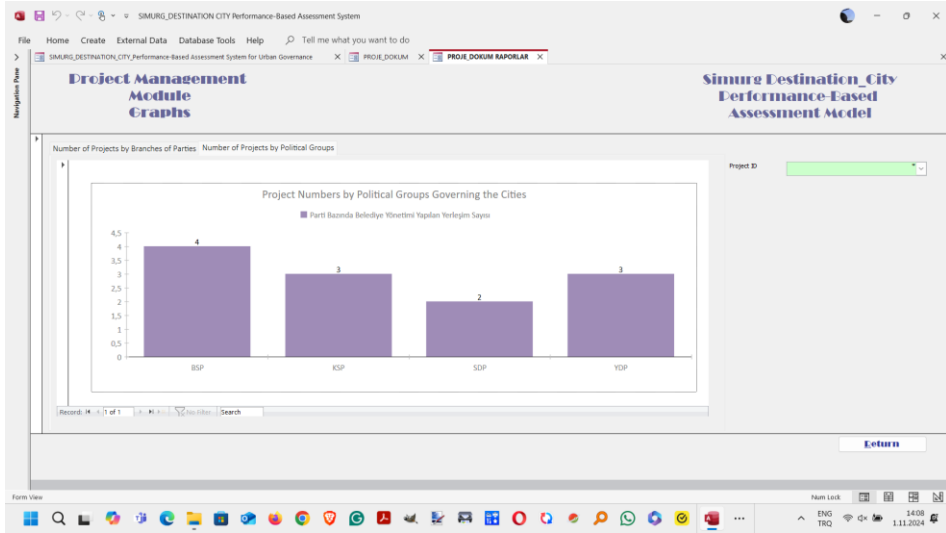 SIMURG_DESTINATION CITY Performance-Based Assessment System
File Home Create External Data Database Tools Help Tell me what you want to do
SIMURG_DESTINATION_CITY_Performance-Based Assessment System for Urban Governance PROJE_DOKUM PROJE_DOKUM RAPORLAR
Navigation Pane
Project Management
Module
Graphs
Simurg Destination_City
Performance-Based
Assessment Model
Number of Projects by Branches of Parties Number of Projects by Political Groups
Project ID
Project Numbers by Political Groups Governing the Cities
Parti Bazında Belediye Yönetimi Yapılan Yerleşim Sayısı
4,5
4
3,5
3
2,5
2
1,5
1
0,5
0
4
3
2
3
BSP KSP SDP YDP
Record: 1 of 1 No Filter Search
Return
Form View
Num Lock
ENG
TRQ
14:08
1.11.2024